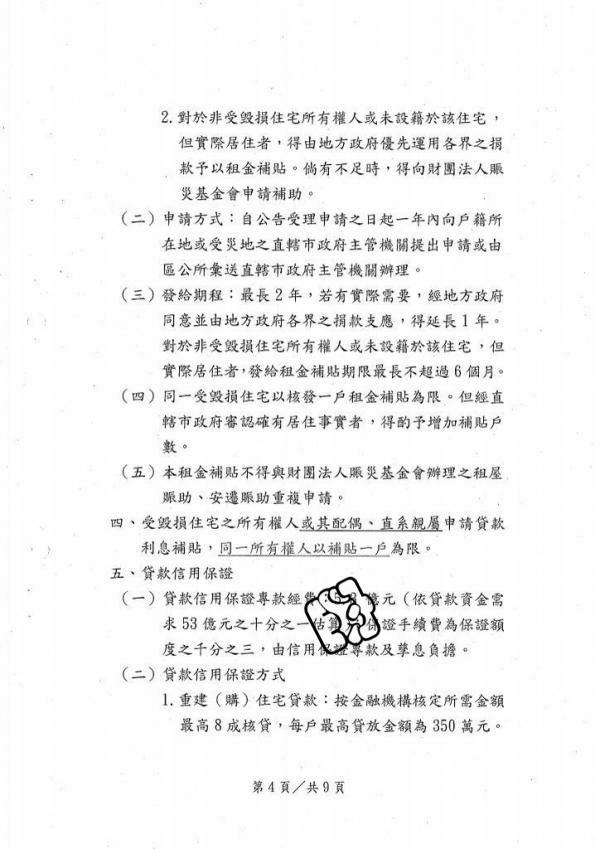 2.對於非受毀損住宅所有權人或未設籍於該住宅，
但實際居住者，得由地方政府優先運用各界之捐
款予以租金補貼。倘有不足時，得向財團法人賑
災基金會申請補助。
（二）申請方式：自公告受理申請之日起一年內向戶籍所
在地或受災地之直轄市政府主管機關提出申請或由
區公所彙送直轄市政府主管機關辦理。
（三）發給期程：最長2年，若有實際需要，經地方政府
同意並由地方政府各界之捐款支應，得延長1年。
對於非受毀損住宅所有權人或未設籍於該住宅，但
實際居住者，發給租金補貼期限最長不超過6個月。
（四）同一受毀損住宅以核發一戶租金補貼為限。但經直
轄市政府審認確有居住事實者，得酌予增加補貼戶
數。
（五）本租金補貼不得與財團法人賑災基金會辦理之租屋
賑助、安遷賑助重複申請。
四、受毀損住宅之所有權人或其配偶、直系親屬申請貸款
利息補貼，同一所有權人以補貼一戶為限。
五、貸款信用保證
（一）貸款信用保證專款經費：億元（依貸款資金需
求53億元之十分之一估算保證手續費為保證額
度之千分之三，由信用保證專款及孳息負擔。
（二）貸款信用保證方式
1.重建（購）住宅貸款：按金融機構核定所需金額
最高8成核貸，每戶最高貸放金額為350萬元。
第4頁／共9頁